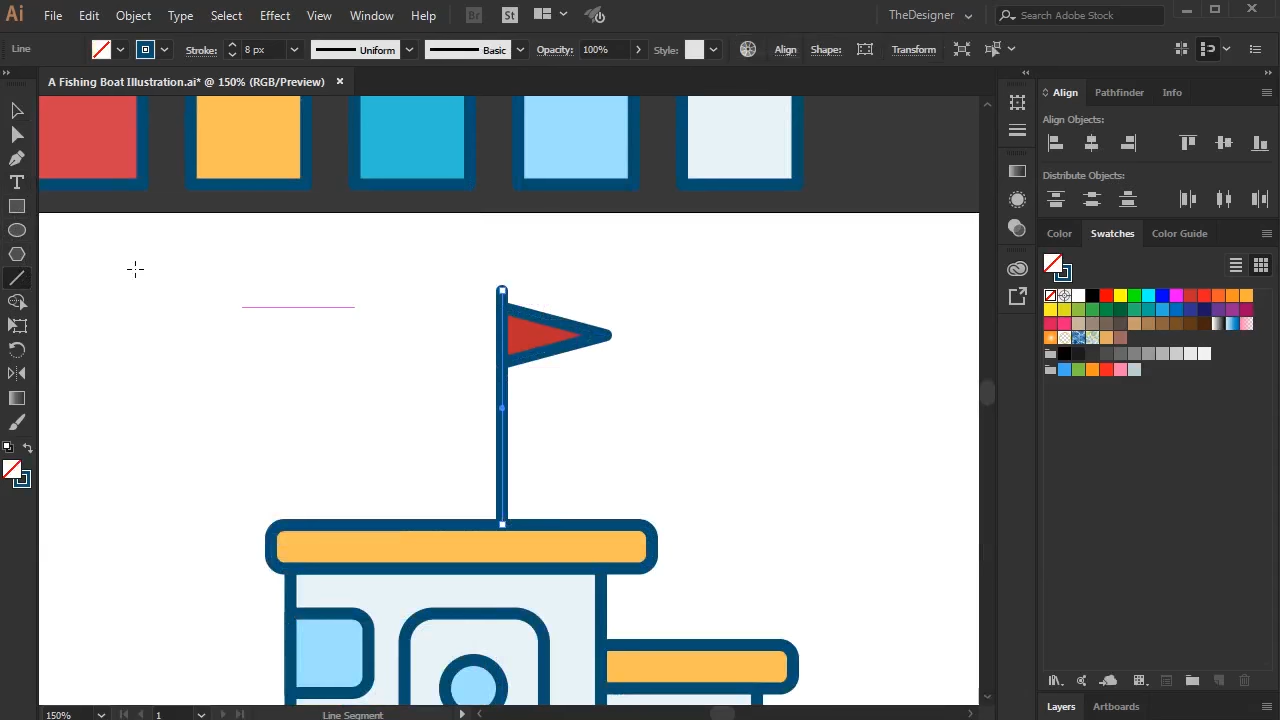 Ai File Edit Object Type Select Effect View Window Help Br St TheDesigner Search Adobe Stock
Line Stroke: 8 px Uniform Basic Opacity: 100% Style: Align Shape: Transform
A Fishing Boat Illustration.ai* @ 150% (RGB/Preview)
Align Pathfinder Info
Align Objects:
Distribute Objects:
Color Swatches Color Guide
Layers Artboards
150% 1 Line Segment